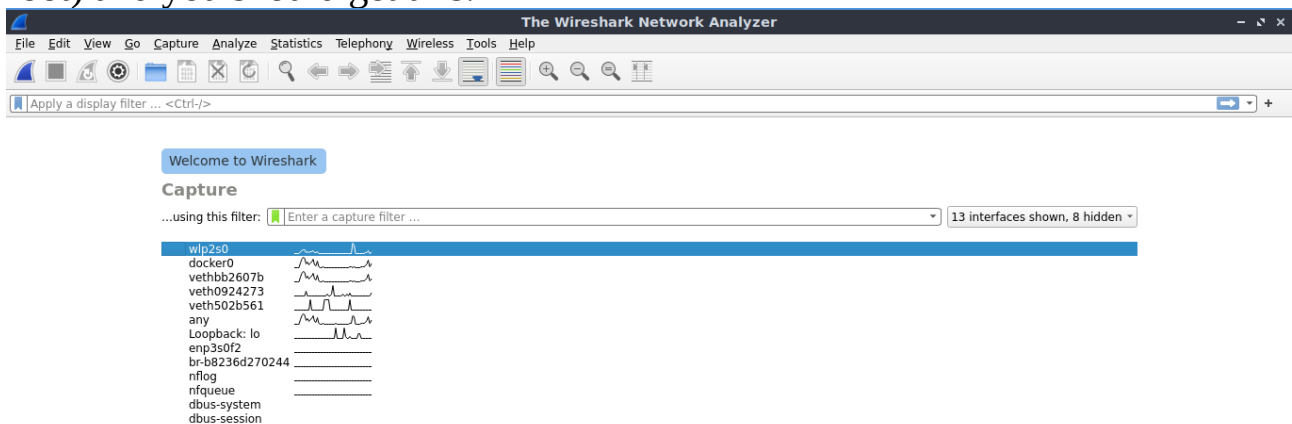 The Wireshark Network Analyzer
File Edit View Go Capture Analyze Statistics Telephony Wireless Tools Help
Apply a display filter ... <Ctrl-/>
Welcome to Wireshark
Capture
...using this filter: Enter a capture filter ... 13 interfaces shown, 8 hidden
wlp2s0
docker0
vethbb2607b
veth0924273
veth502b561
any
Loopback: lo
enp3s0f2
br-b8236d270244
nflog
nfqueue
dbus-system
dbus-session